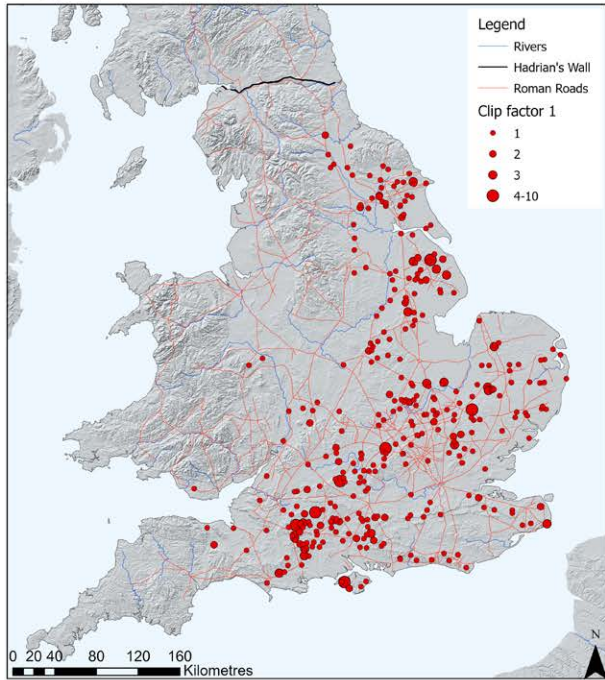 Legend
Rivers
Hadrian's Wall
Roman Roads
Clip factor 1
1
2
3
4-10
N
0 20 40 80 120 160
Kilometres